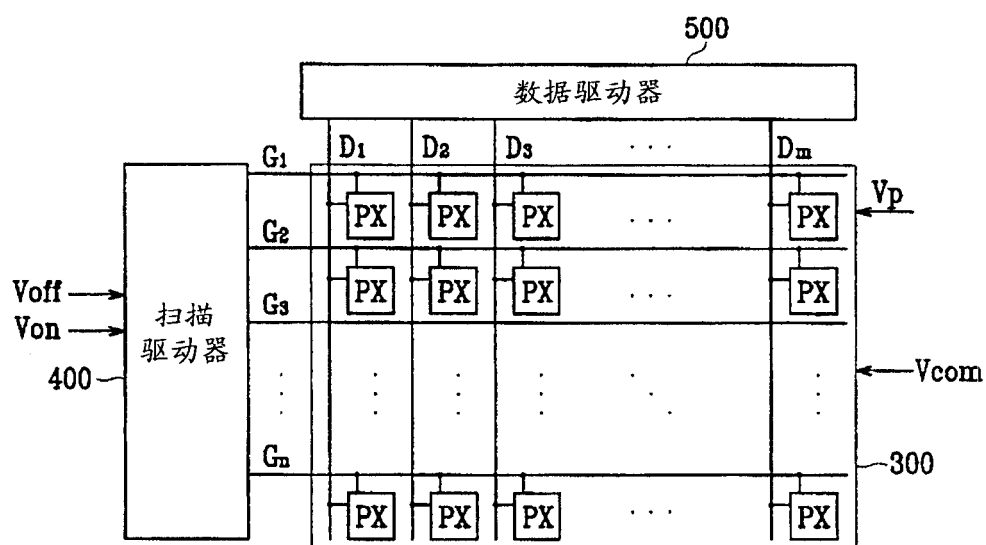 500
数据驱动器
D1 D2 D3 ... Dm
G1
PX PX PX ... PX
Vp
G2
PX PX PX ... PX
Voff
Von
G3
扫描
驱动器
400
Vcom
Gn
300
PX PX PX ... PX